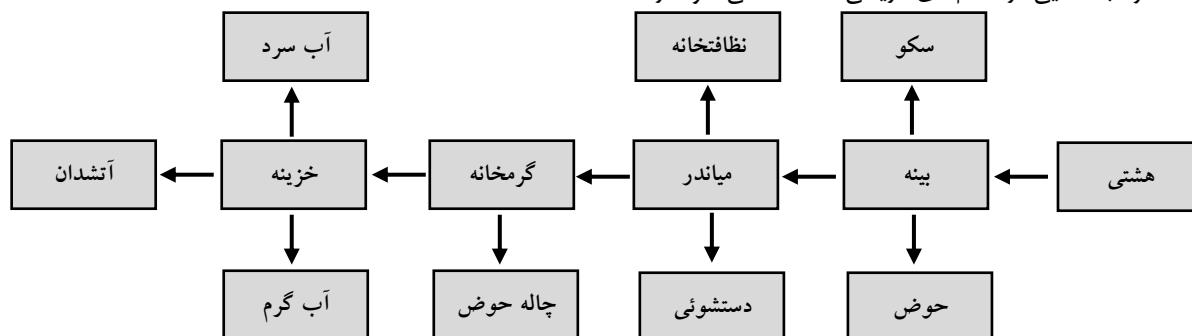 سکو
نظافتخانه
آب سرد
هشتی
بینه
میاندر
گرمخانه
خزینه
آتشدان
حوض
دستشوئی
چاله حوض
آب گرم